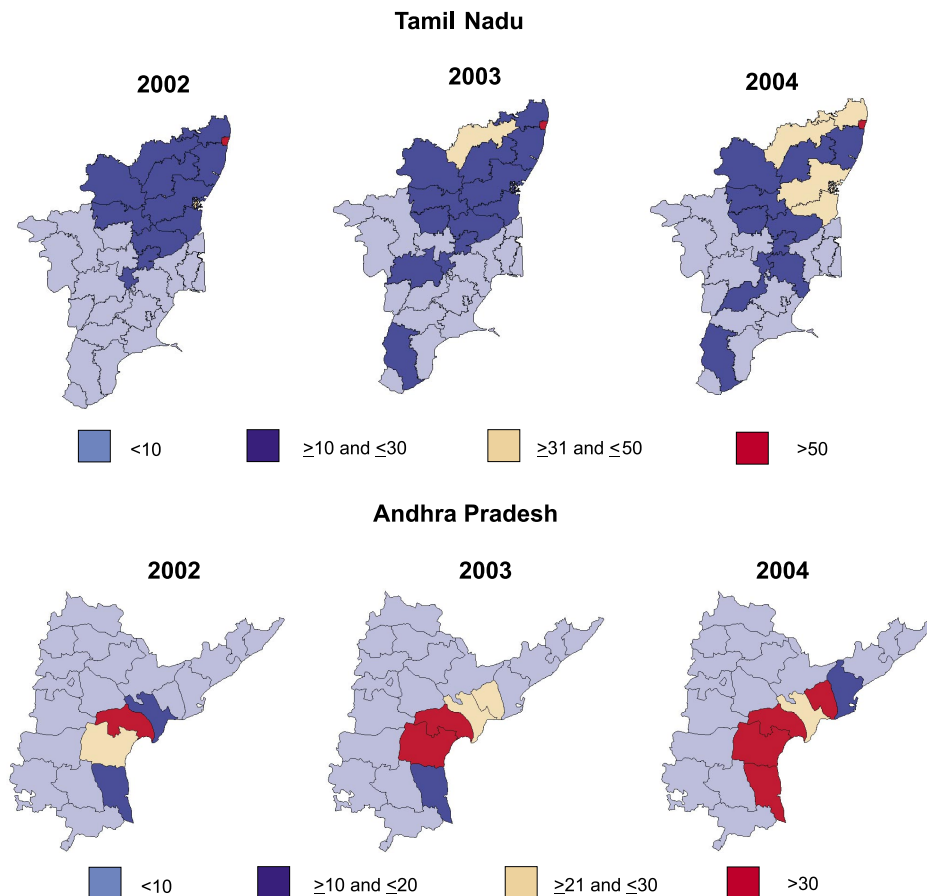 Tamil Nadu
2002
2003
2004
<10
≥10 and ≤30
≥31 and ≤50
>50
Andhra Pradesh
2002
2003
2004
<10
≥10 and ≤20
≥21 and ≤30
>30